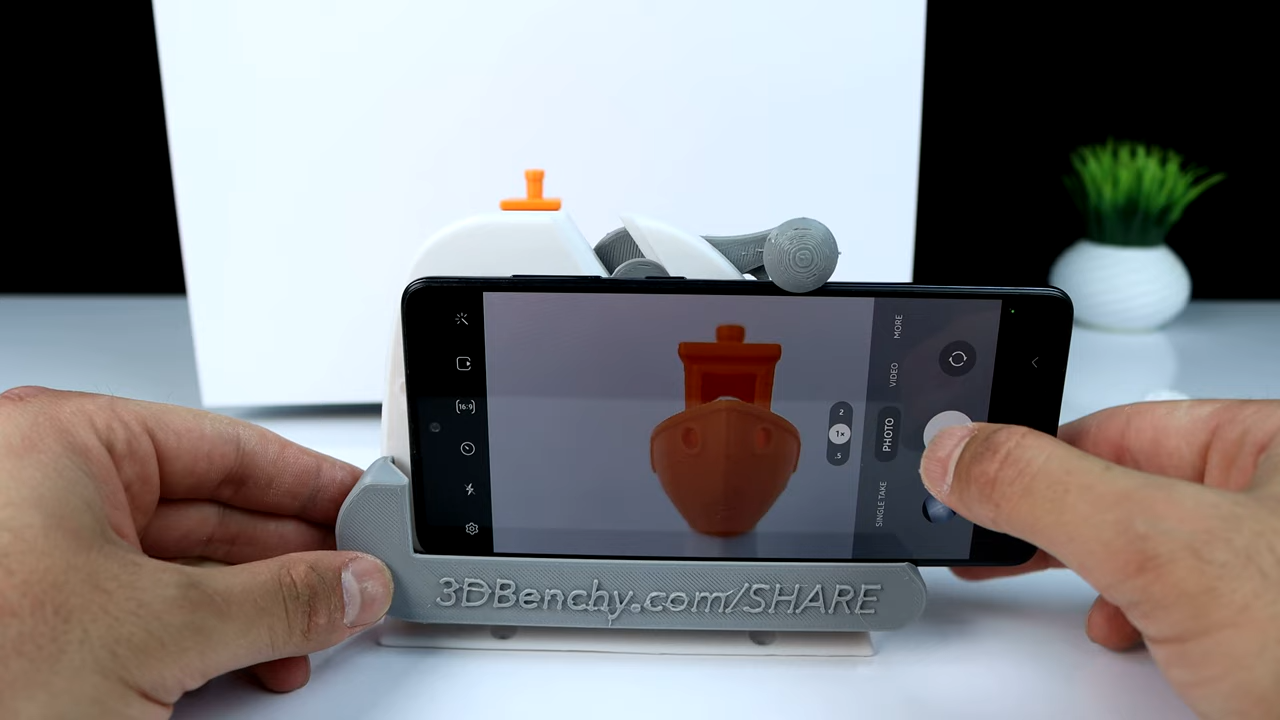 MORE
VIDEO
PHOTO
SINGLE TAKE
16:9
2
1×
.5
3DBenchy.com/SHARE